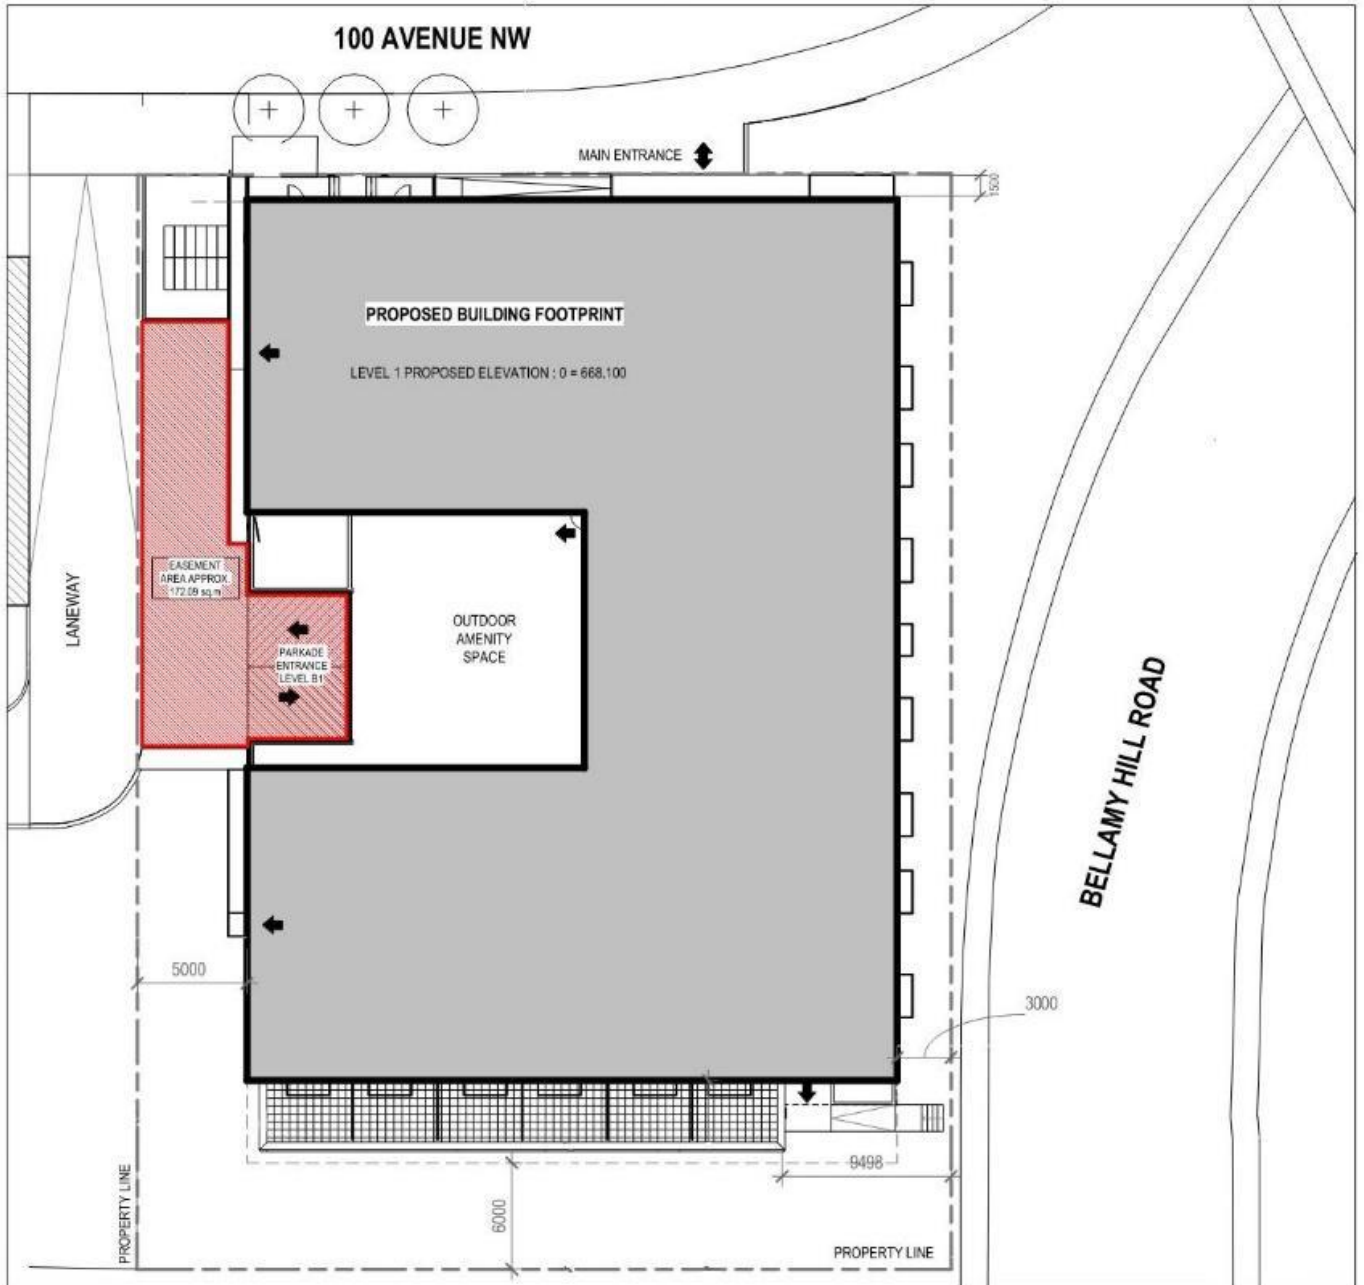 100 AVENUE NW
MAIN ENTRANCE
1500
PROPOSED BUILDING FOOTPRINT
LEVEL 1 PROPOSED ELEVATION : 0 = 668.100
EASEMENT
AREA APPROX.
172.09 sq.m
LANEWAY
OUTDOOR
AMENITY
SPACE
PARKADE
ENTRANCE
LEVEL B1
BELLAMY HILL ROAD
5000
3000
9498
6000
PROPERTY LINE
PROPERTY LINE